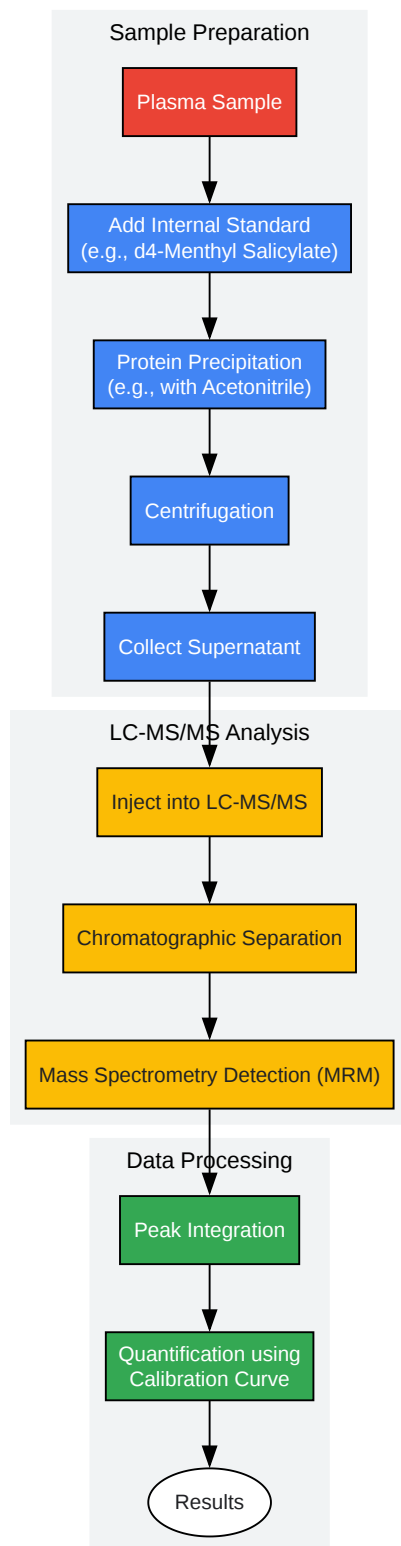 Sample Preparation
Plasma Sample
Add Internal Standard
(e.g., d4-Menthyl Salicylate)
Protein Precipitation
(e.g., with Acetonitrile)
Centrifugation
Collect Supernatant
LC-MS/MS Analysis
Inject into LC-MS/MS
Chromatographic Separation
Mass Spectrometry Detection (MRM)
Data Processing
Peak Integration
Quantification using
Calibration Curve
Results